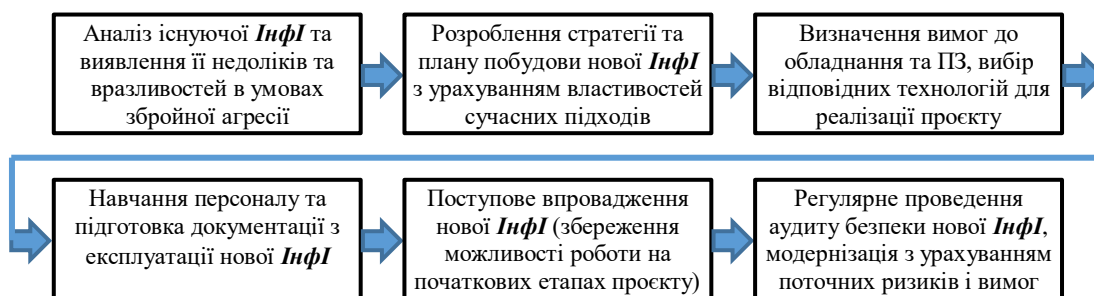 Аналіз існуючої ІнфІ та
виявлення її недоліків та
вразливостей в умовах
збройної агресії
Розроблення стратегії та
плану побудови нової ІнфІ
з урахуванням властивостей
сучасних підходів
Визначення вимог до
обладнання та ПЗ, вибір
відповідних технологій для
реалізації проєкту
Навчання персоналу та
підготовка документації з
експлуатації нової ІнфІ
Поступове впровадження
нової ІнфІ (збереження
можливості роботи на
початкових етапах проєкту)
Регулярне проведення
аудиту безпеки нової ІнфІ,
модернізація з урахуванням
поточних ризиків і вимог